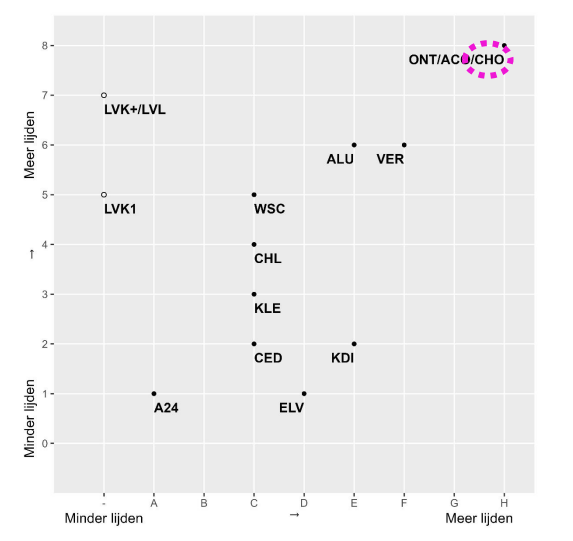 8
ONT/ACO/CHO
7
LVK+/LVL
Meer lijden
6
ALU VER
5
WSC
LVK1
↑
4
CHL
3
KLE
2
CED KDI
1
A24 ELV
Minder lijden
0
- A B C D E F G H
Minder lijden → Meer lijden